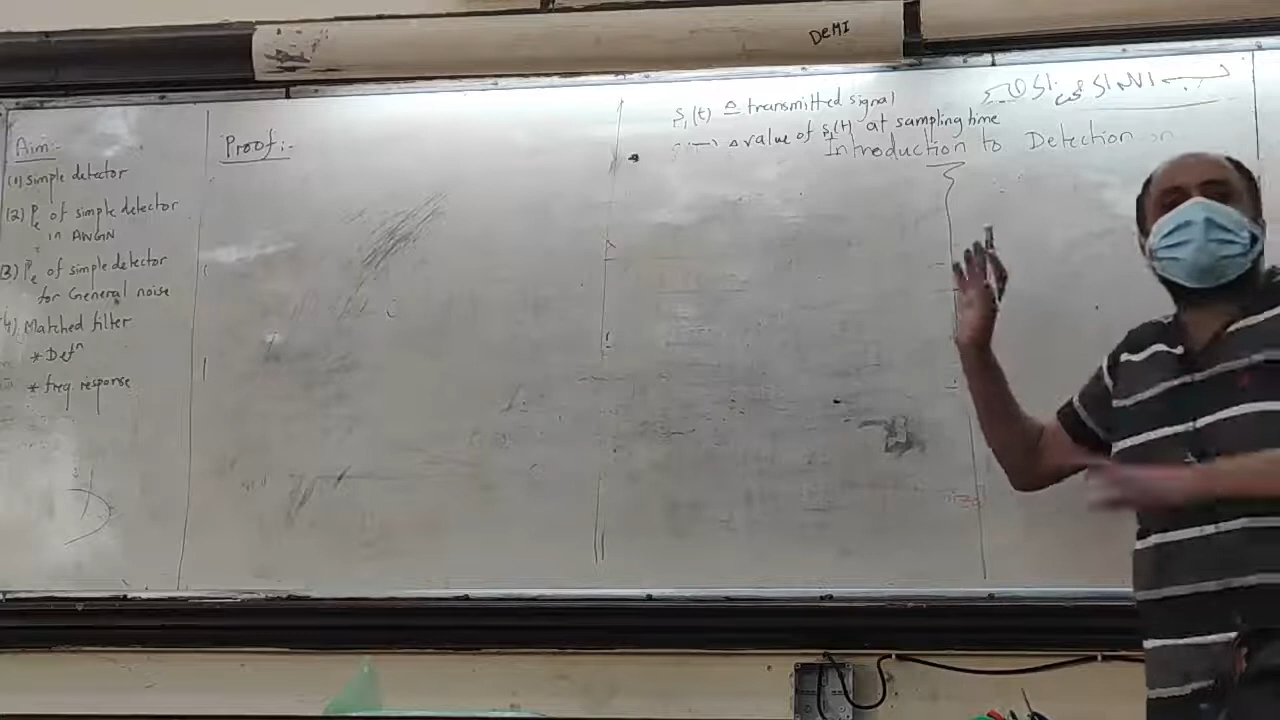 DeMI
Aim:-
(1) simple detector
(2) Pe of simple detector
in AWGN
(3) Pe of simple detector
for General noise
(4) Matched filter
* Defⁿ
* freq. response
Proof:-
s₁(t) ≜ transmitted signal
≜ value of s₁(t) at sampling time
Introduction to Detection